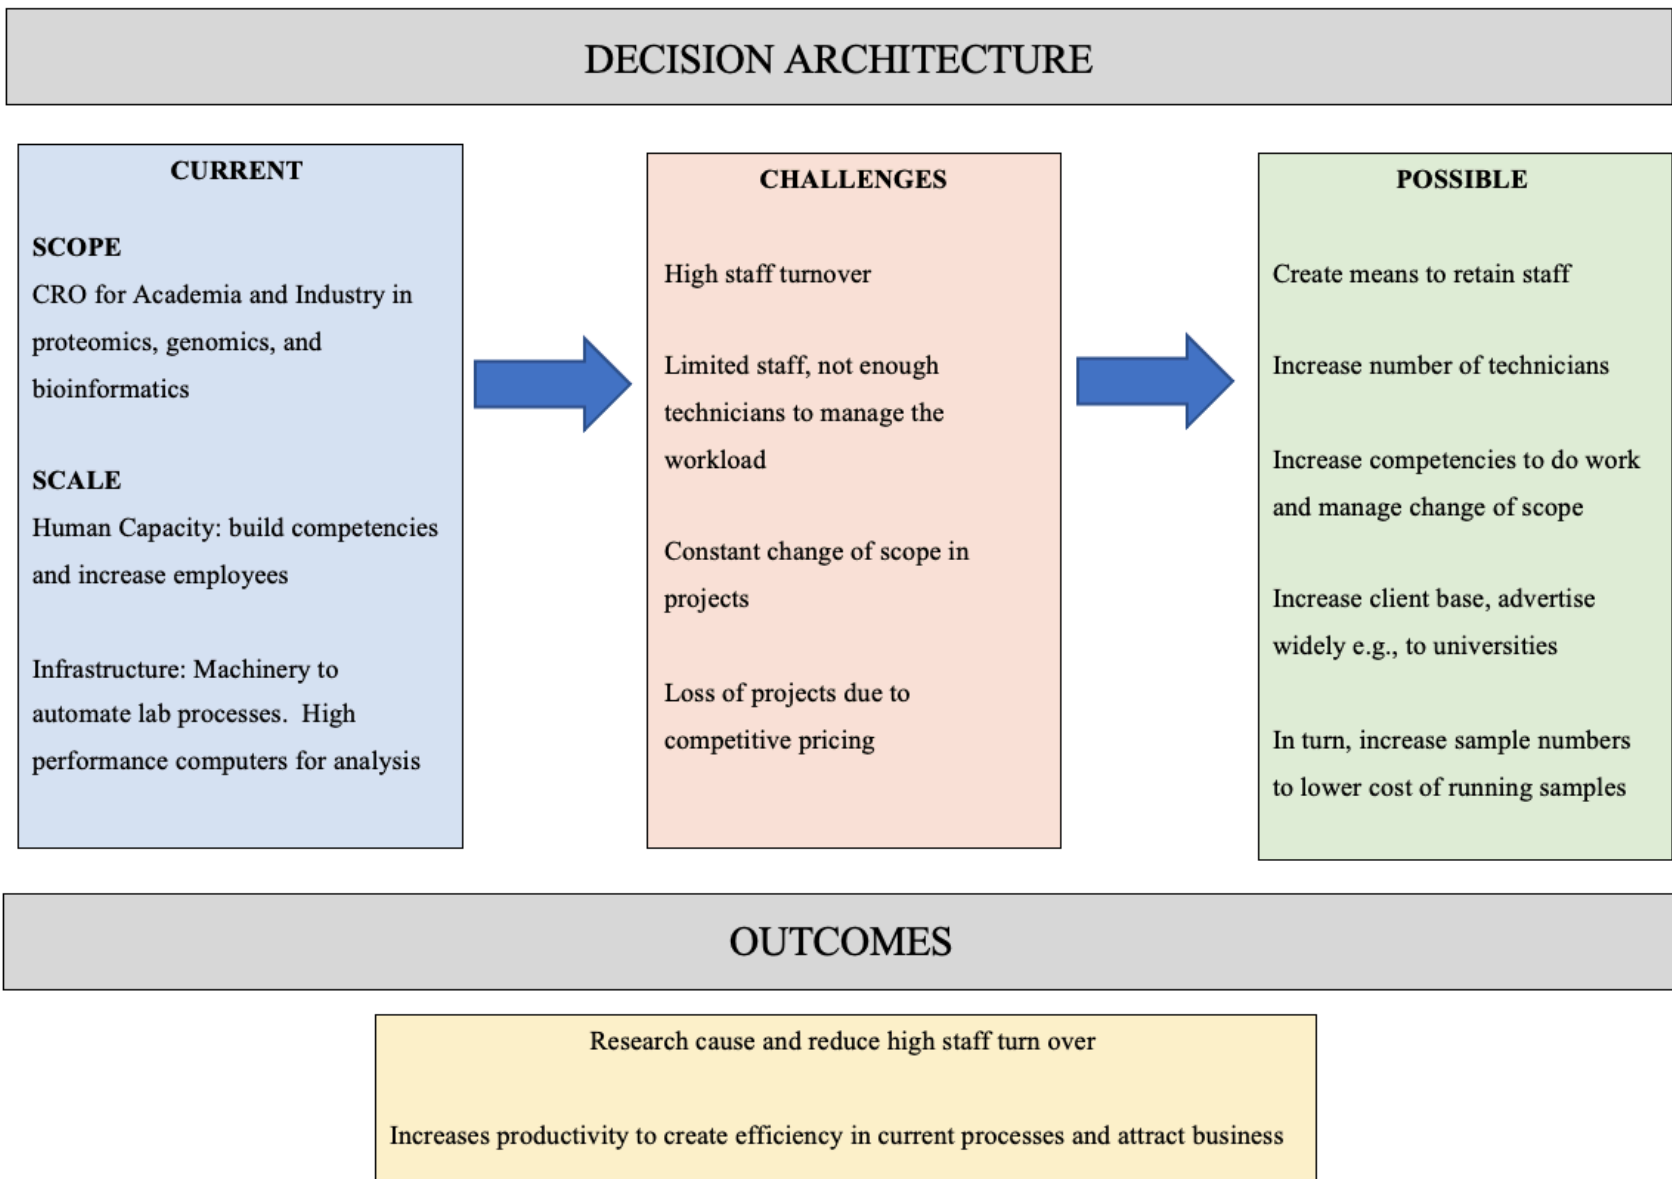 DECISION ARCHITECTURE
CURRENT
SCOPE
CRO for Academia and Industry in
proteomics, genomics, and
bioinformatics
SCALE
Human Capacity: build competencies
and increase employees
Infrastructure: Machinery to
automate lab processes.  High
performance computers for analysis
CHALLENGES
High staff turnover
Limited staff, not enough
technicians to manage the
workload
Constant change of scope in
projects
Loss of projects due to
competitive pricing
POSSIBLE
Create means to retain staff
Increase number of technicians
Increase competencies to do work
and manage change of scope
Increase client base, advertise
widely e.g., to universities
In turn, increase sample numbers
to lower cost of running samples
OUTCOMES
Research cause and reduce high staff turn over
Increases productivity to create efficiency in current processes and attract business